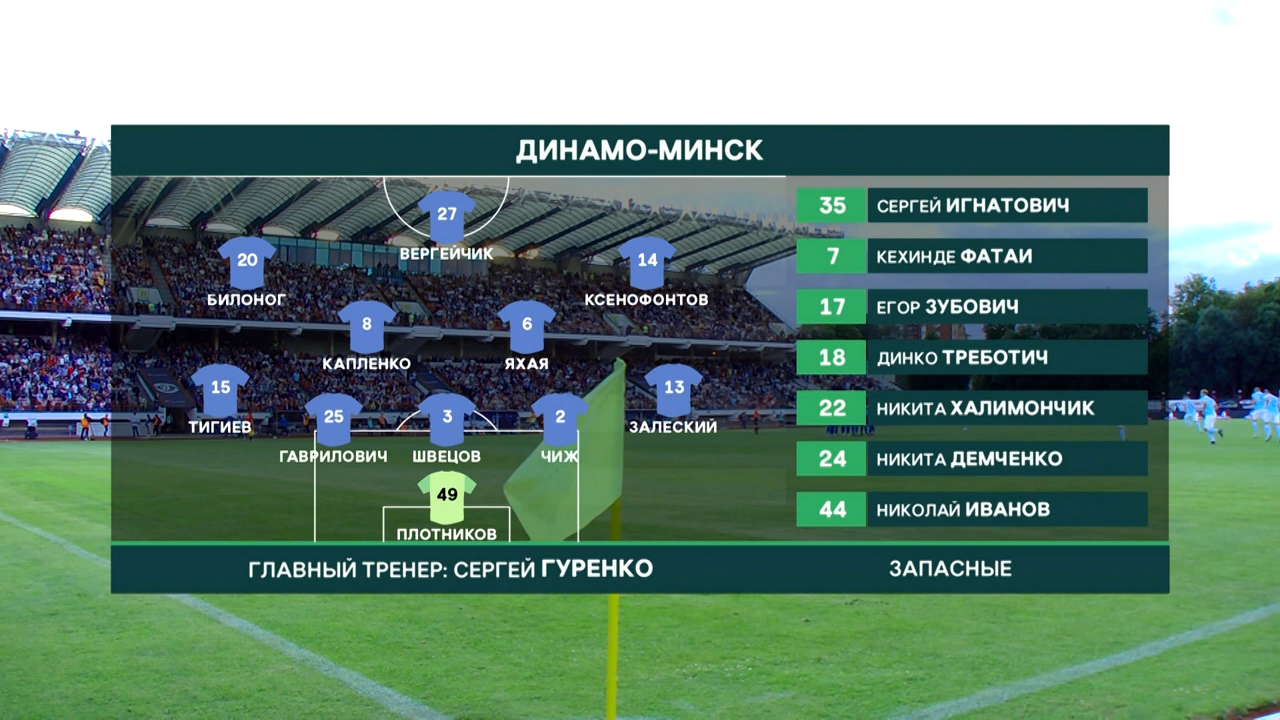 ДИНАМО-МИНСК
27
ВЕРГЕЙЧИК
20
БИЛОНОГ
14
КСЕНОФОНТОВ
8
КАПЛЕНКО
6
ЯХАЯ
15
ТИГИЕВ
13
ЗАЛЕСКИЙ
25
ГАВРИЛОВИЧ
3
ШВЕЦОВ
2
ЧИЖ
49
ПЛОТНИКОВ
35 СЕРГЕЙ ИГНАТОВИЧ
7 КЕХИНДЕ ФАТАИ
17 ЕГОР ЗУБОВИЧ
18 ДИНКО ТРЕБОТИЧ
22 НИКИТА ХАЛИМОНЧИК
24 НИКИТА ДЕМЧЕНКО
44 НИКОЛАЙ ИВАНОВ
ГЛАВНЫЙ ТРЕНЕР: СЕРГЕЙ ГУРЕНКО
ЗАПАСНЫЕ